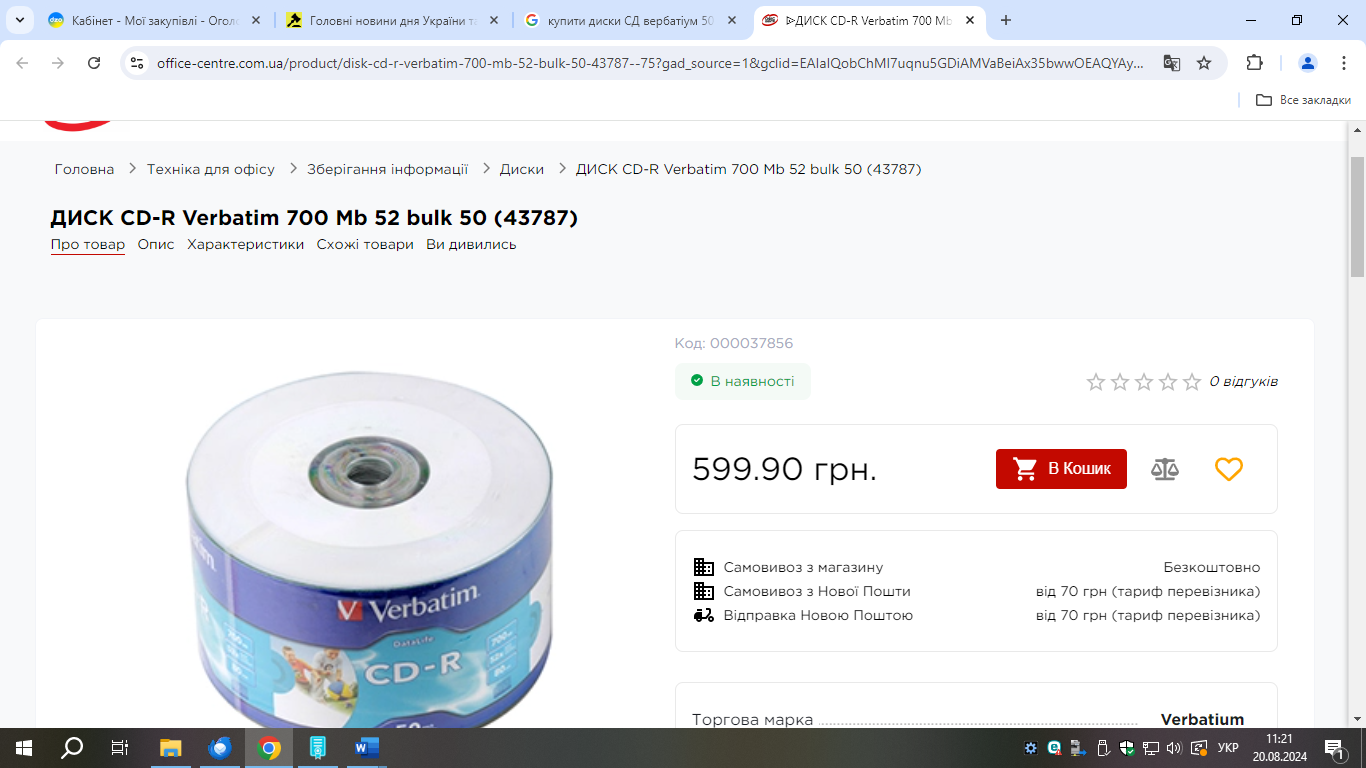 Кабінет - Мої закупівлі - Оголо
Головні новини дня України та
купити диски СД вербатіум 50
ᐈДИСК CD-R Verbatim 700 Mb
office-centre.com.ua/product/disk-cd-r-verbatim-700-mb-52-bulk-50-43787--75?gad_source=1&gclid=EAIaIQobChMI7uqnu5GDiAMVaBeiAx35bwwOEAQYAy...
Все закладки
Головна > Техніка для офісу > Зберігання інформації > Диски > ДИСК CD-R Verbatim 700 Mb 52 bulk 50 (43787)
ДИСК CD-R Verbatim 700 Mb 52 bulk 50 (43787)
Про товар Опис Характеристики Схожі товари Ви дивились
Код: 000037856
В наявності
0 відгуків
599.90 грн.
В Кошик
Самовивоз з магазину Безкоштовно
Самовивоз з Нової Пошти від 70 грн (тариф перевізника)
Відправка Новою Поштою від 70 грн (тариф перевізника)
Торгова марка Verbatium
Verbatim
DataLife
CD-R
УКР
11:21
20.08.2024
1